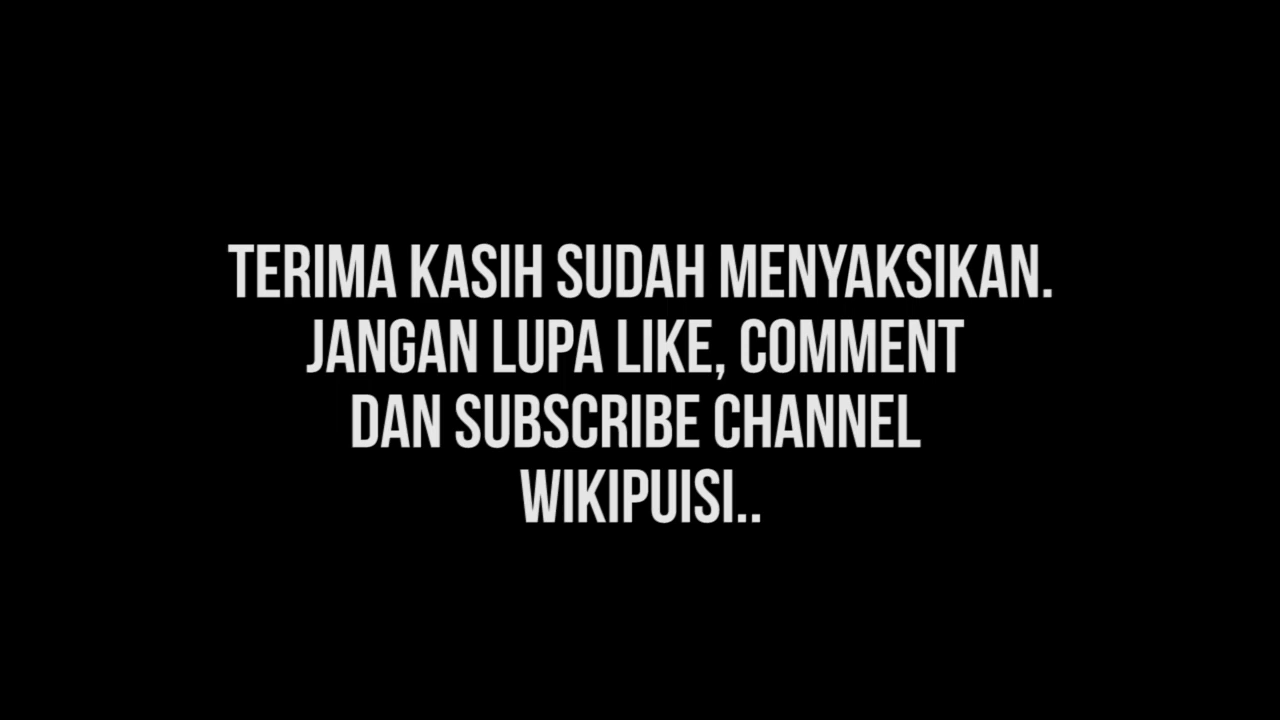 TERIMA KASIH SUDAH MENYAKSIKAN.
JANGAN LUPA LIKE, COMMENT
DAN SUBSCRIBE CHANNEL
WIKIPUISI..